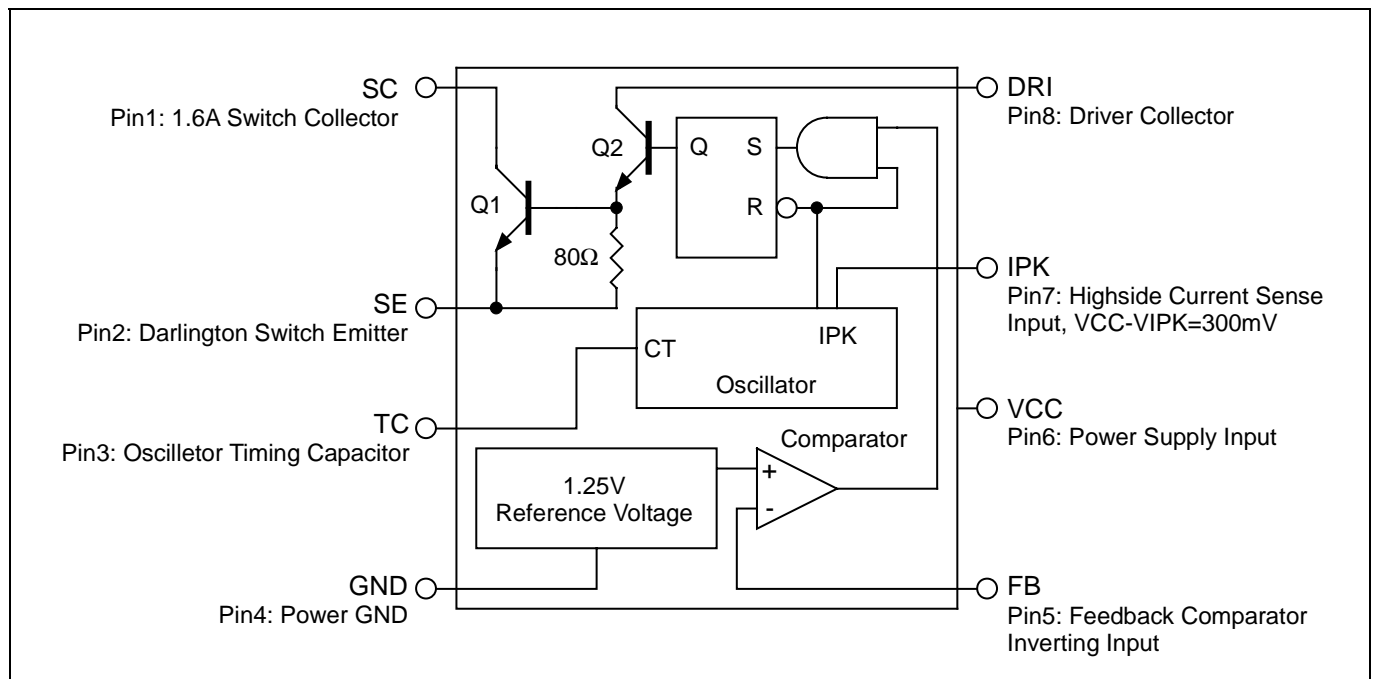 SC
Pin1: 1.6A Switch Collector
DRI
Pin8: Driver Collector
Q2
Q
S
R
Q1
80Ω
SE
Pin2: Darlington Switch Emitter
IPK
Pin7: Highside Current Sense
Input, VCC-VIPK=300mV
CT
IPK
Oscillator
TC
Pin3: Oscilletor Timing Capacitor
VCC
Pin6: Power Supply Input
Comparator
1.25V
Reference Voltage
+
-
GND
Pin4: Power GND
FB
Pin5: Feedback Comparator
Inverting Input